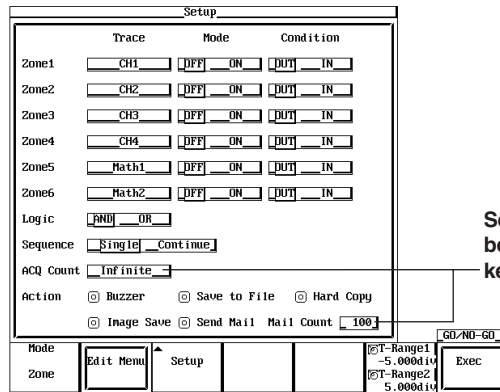 Setup
Trace Mode Condition
Zone1 CH1 OFF ON OUT IN
Zone2 CH2 OFF ON OUT IN
Zone3 CH3 OFF ON OUT IN
Zone4 CH4 OFF ON OUT IN
Zone5 Math1 OFF ON OUT IN
Zone6 Math2 OFF ON OUT IN
Logic AND OR
Sequence Single Continue
ACQ Count Infinite
Action Buzzer Save to File Hard Copy
Image Save Send Mail Mail Count 100
GO/NO-GO
Mode
Zone
Edit Menu
Setup
T-Range1
-5.000div
T-Range2
5.000div
Exec